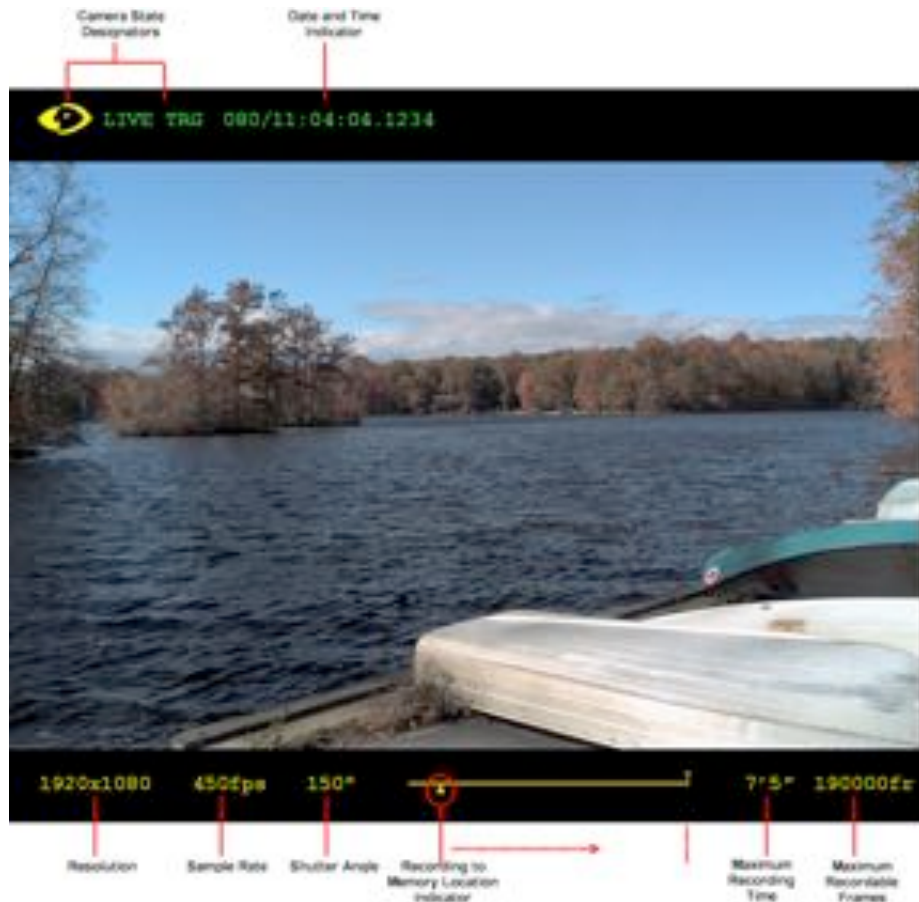 Camera State
Designators
Date and Time
Indicator
LIVE TRG 080/11:04:04.1234
1920x1080 450fps 150° T 7'5" 190000fr
Resolution
Sample Rate
Shutter Angle
Recording to
Memory Location
Indicator
Maximum
Recording
Time
Maximum
Recordable
Frames